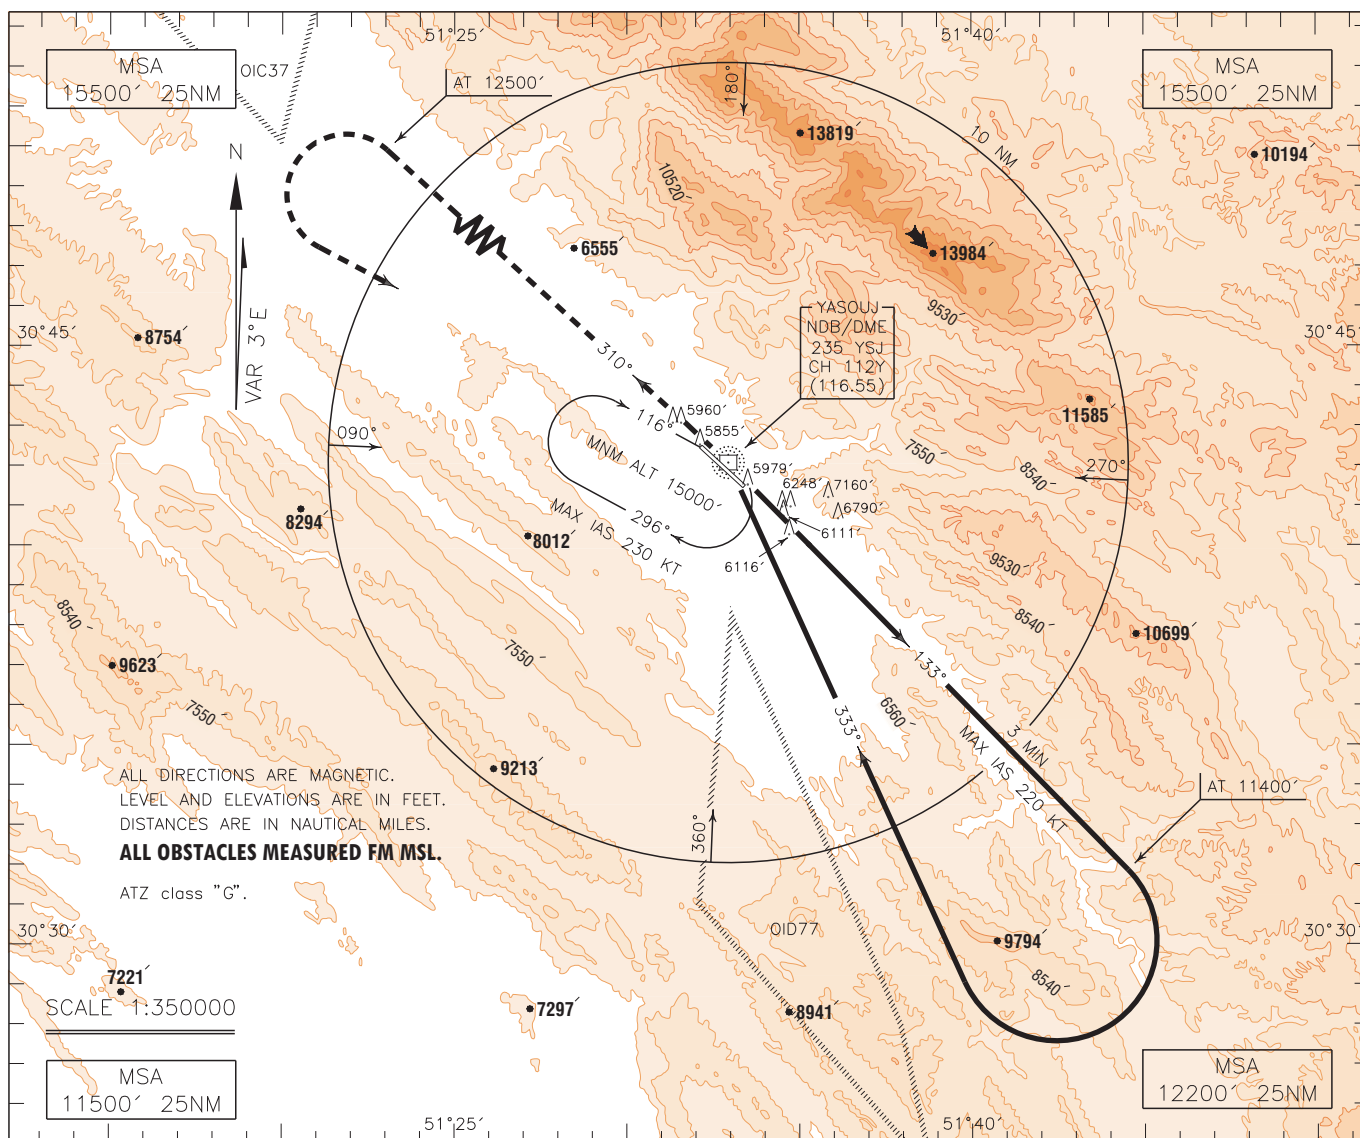 51°25´
51°40´
MSA
15500´ 25NM
OIC37
AT 12500´
MSA
15500´ 25NM
180°
13819´
10 NM
10194´
N
10520
6555´
13984´
YASOUJ
NDB/DME
235 YSJ
CH 112Y
(116.55)
9530´
30°45´
8754´
VAR 3°E
310°
30°45´
11585´
116°
5960´
5855´
090°
MNM ALT 15000´
5979´
7550´
8540´
270°
6248´
7160´
6790´
8294´
296°
MAX IAS 230 KT
8012´
6111´
6116´
9530´
8540´
8540´
10699´
9623´
7550´
133°
7550´
333°
6560´
3 MIN
MAX IAS 220 KT
9213´
ALL DIRECTIONS ARE MAGNETIC.
LEVEL AND ELEVATIONS ARE IN FEET.
DISTANCES ARE IN NAUTICAL MILES.
ALL OBSTACLES MEASURED FM MSL.
AT 11400´
360°
ATZ class "G".
30°30´
OID77
9794´
30°30´
7221´
8540´
SCALE 1:350000
7297´
8941´
MSA
11500´ 25NM
MSA
12200´ 25NM
51°25´
51°40´